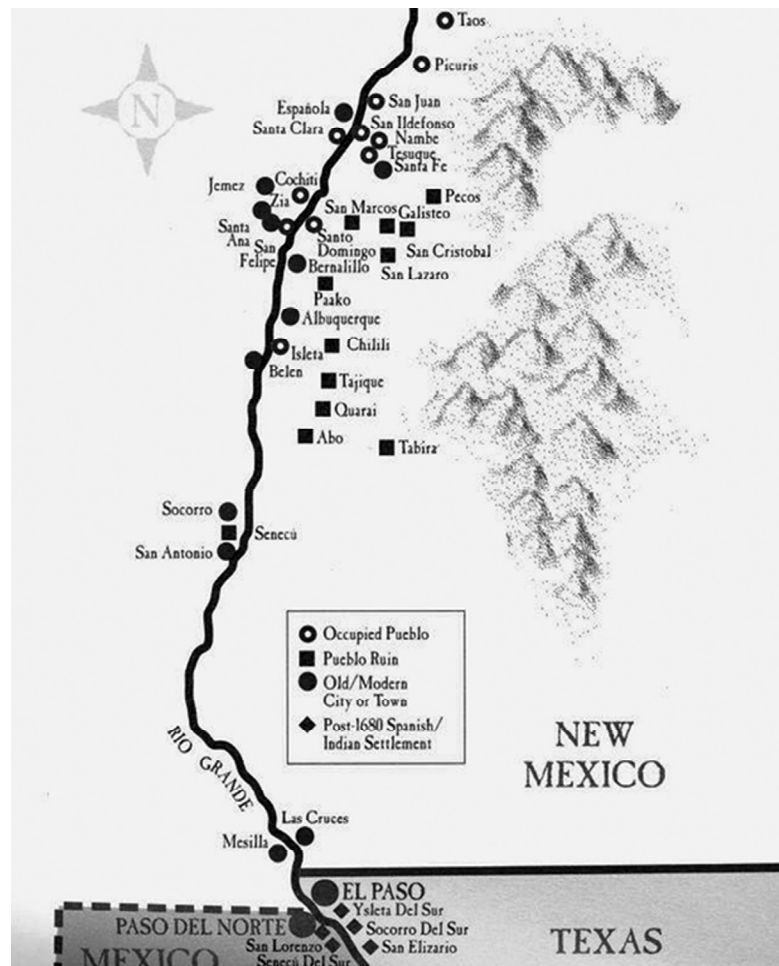 Taos
Picuris
N
San Juan
Española
San Ildefonso
Santa Clara
Nambe
Tesuque
Santa Fe
Cochiti
Jemez
Pecos
Zia
San Marcos
Galisteo
Santa
Ana
San
Felipe
Santo
Domingo
San Cristobal
Bernalillo
San Lazaro
Paako
Albuquerque
Chilili
Isleta
Belen
Tajique
Quarai
Abo
Tabira
Socorro
Senecú
San Antonio
Occupied Pueblo
Pueblo Ruin
Old/Modern
City or Town
Post-1680 Spanish/
Indian Settlement
RIO GRANDE
NEW
MEXICO
Las Cruces
Mesilla
EL PASO
Ysleta Del Sur
PASO DEL NORTE
Socorro Del Sur
San Lorenzo
San Elizario
Senecú Del Sur
MEXICO
TEXAS